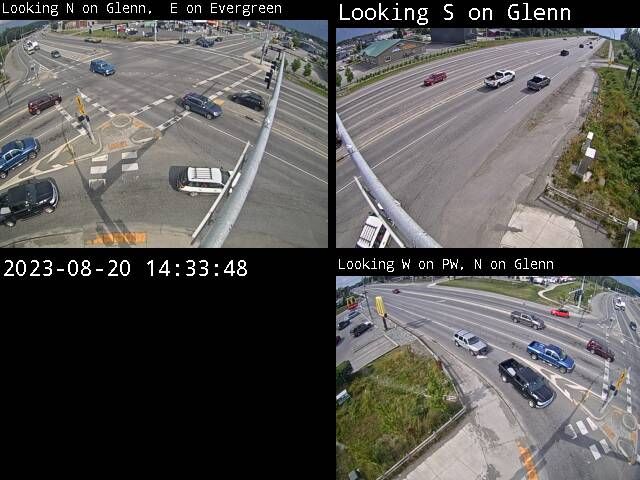 Looking N on Glenn, E on Evergreen
Looking S on Glenn
2023-08-20 14:33:48
Looking W on PW, N on Glenn